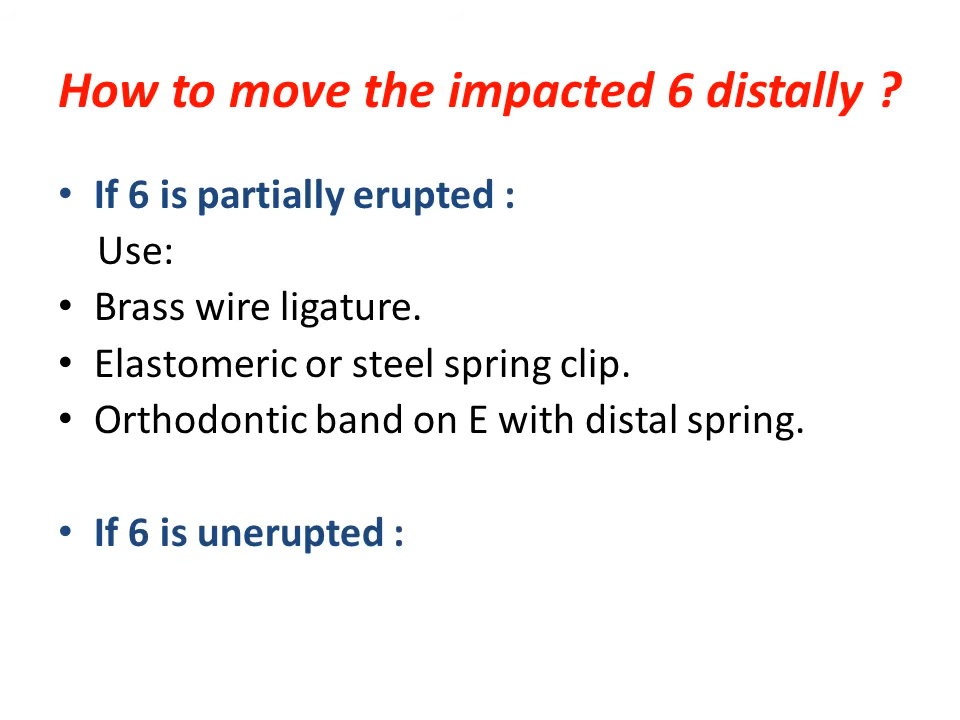 How to move the impacted 6 distally ?
• If 6 is partially erupted :
Use:
• Brass wire ligature.
• Elastomeric or steel spring clip.
• Orthodontic band on E with distal spring.
• If 6 is unerupted :